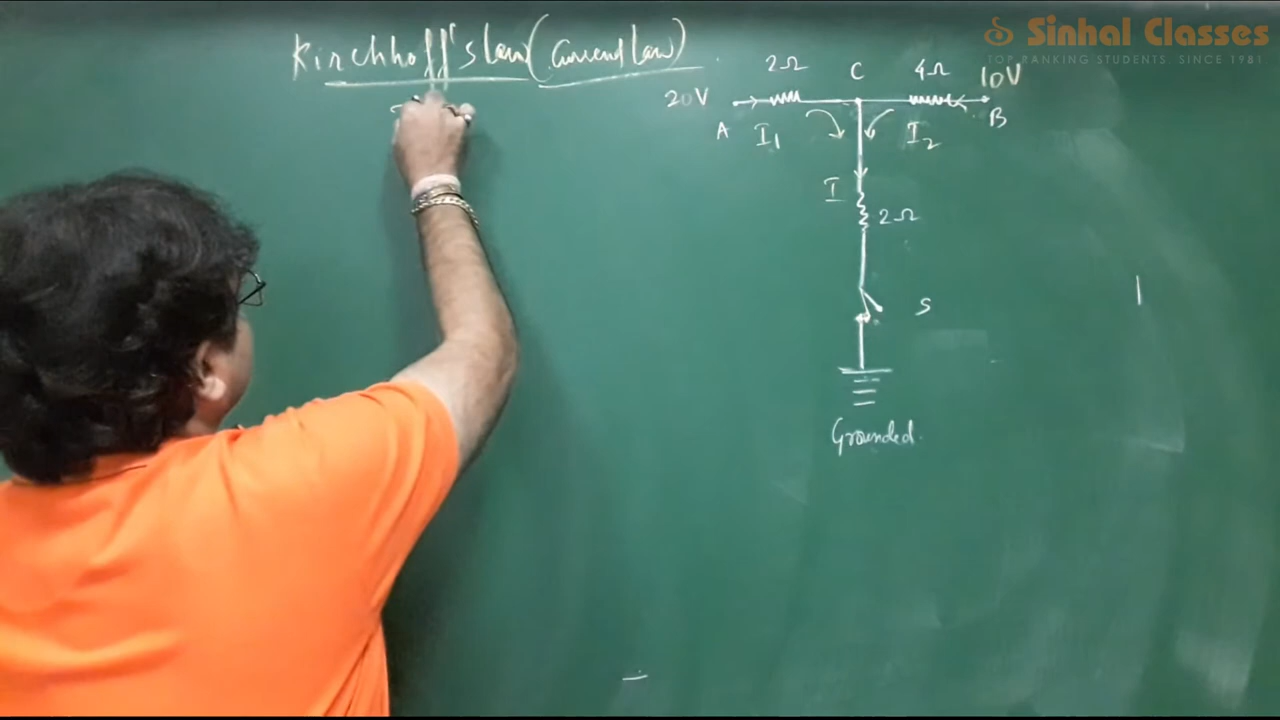 Sinhal Classes
TOP RANKING STUDENTS. SINCE 1981.
Kirchhoff's law (current law)
2Ω C 4Ω 10V
20V
A I₁ I₂ B
I
2Ω
S
Grounded.